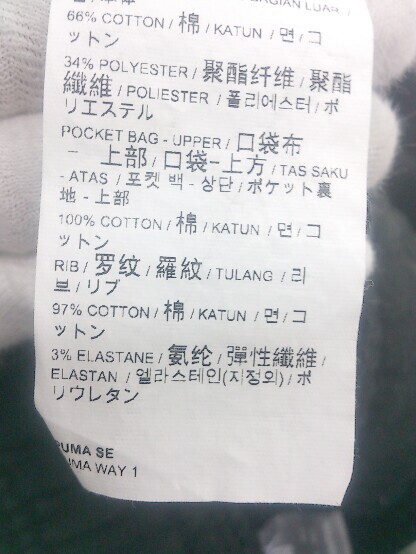 66% COTTON / 棉 / KATUN / 면 / コ
ットン
34% POLYESTER / 聚酯纤维 / 聚酯
纖維 / POLIESTER / 폴리에스터 / ポ
リエステル
POCKET BAG - UPPER / 口袋布
- 上部 / 口袋-上方 / TAS SAKU
- ATAS / 포켓 백 - 상단 / ポケット裏
地 - 上部
100% COTTON / 棉 / KATUN / 면 / コ
ットン
RIB / 罗纹 / 羅紋 / TULANG / 리
브 / リブ
97% COTTON / 棉 / KATUN / 면 / コ
ットン
3% ELASTANE / 氨纶 / 彈性纖維 /
ELASTAN / 엘라스테인(지정외) / ポ
リウレタン
PUMA SE
PUMA WAY 1